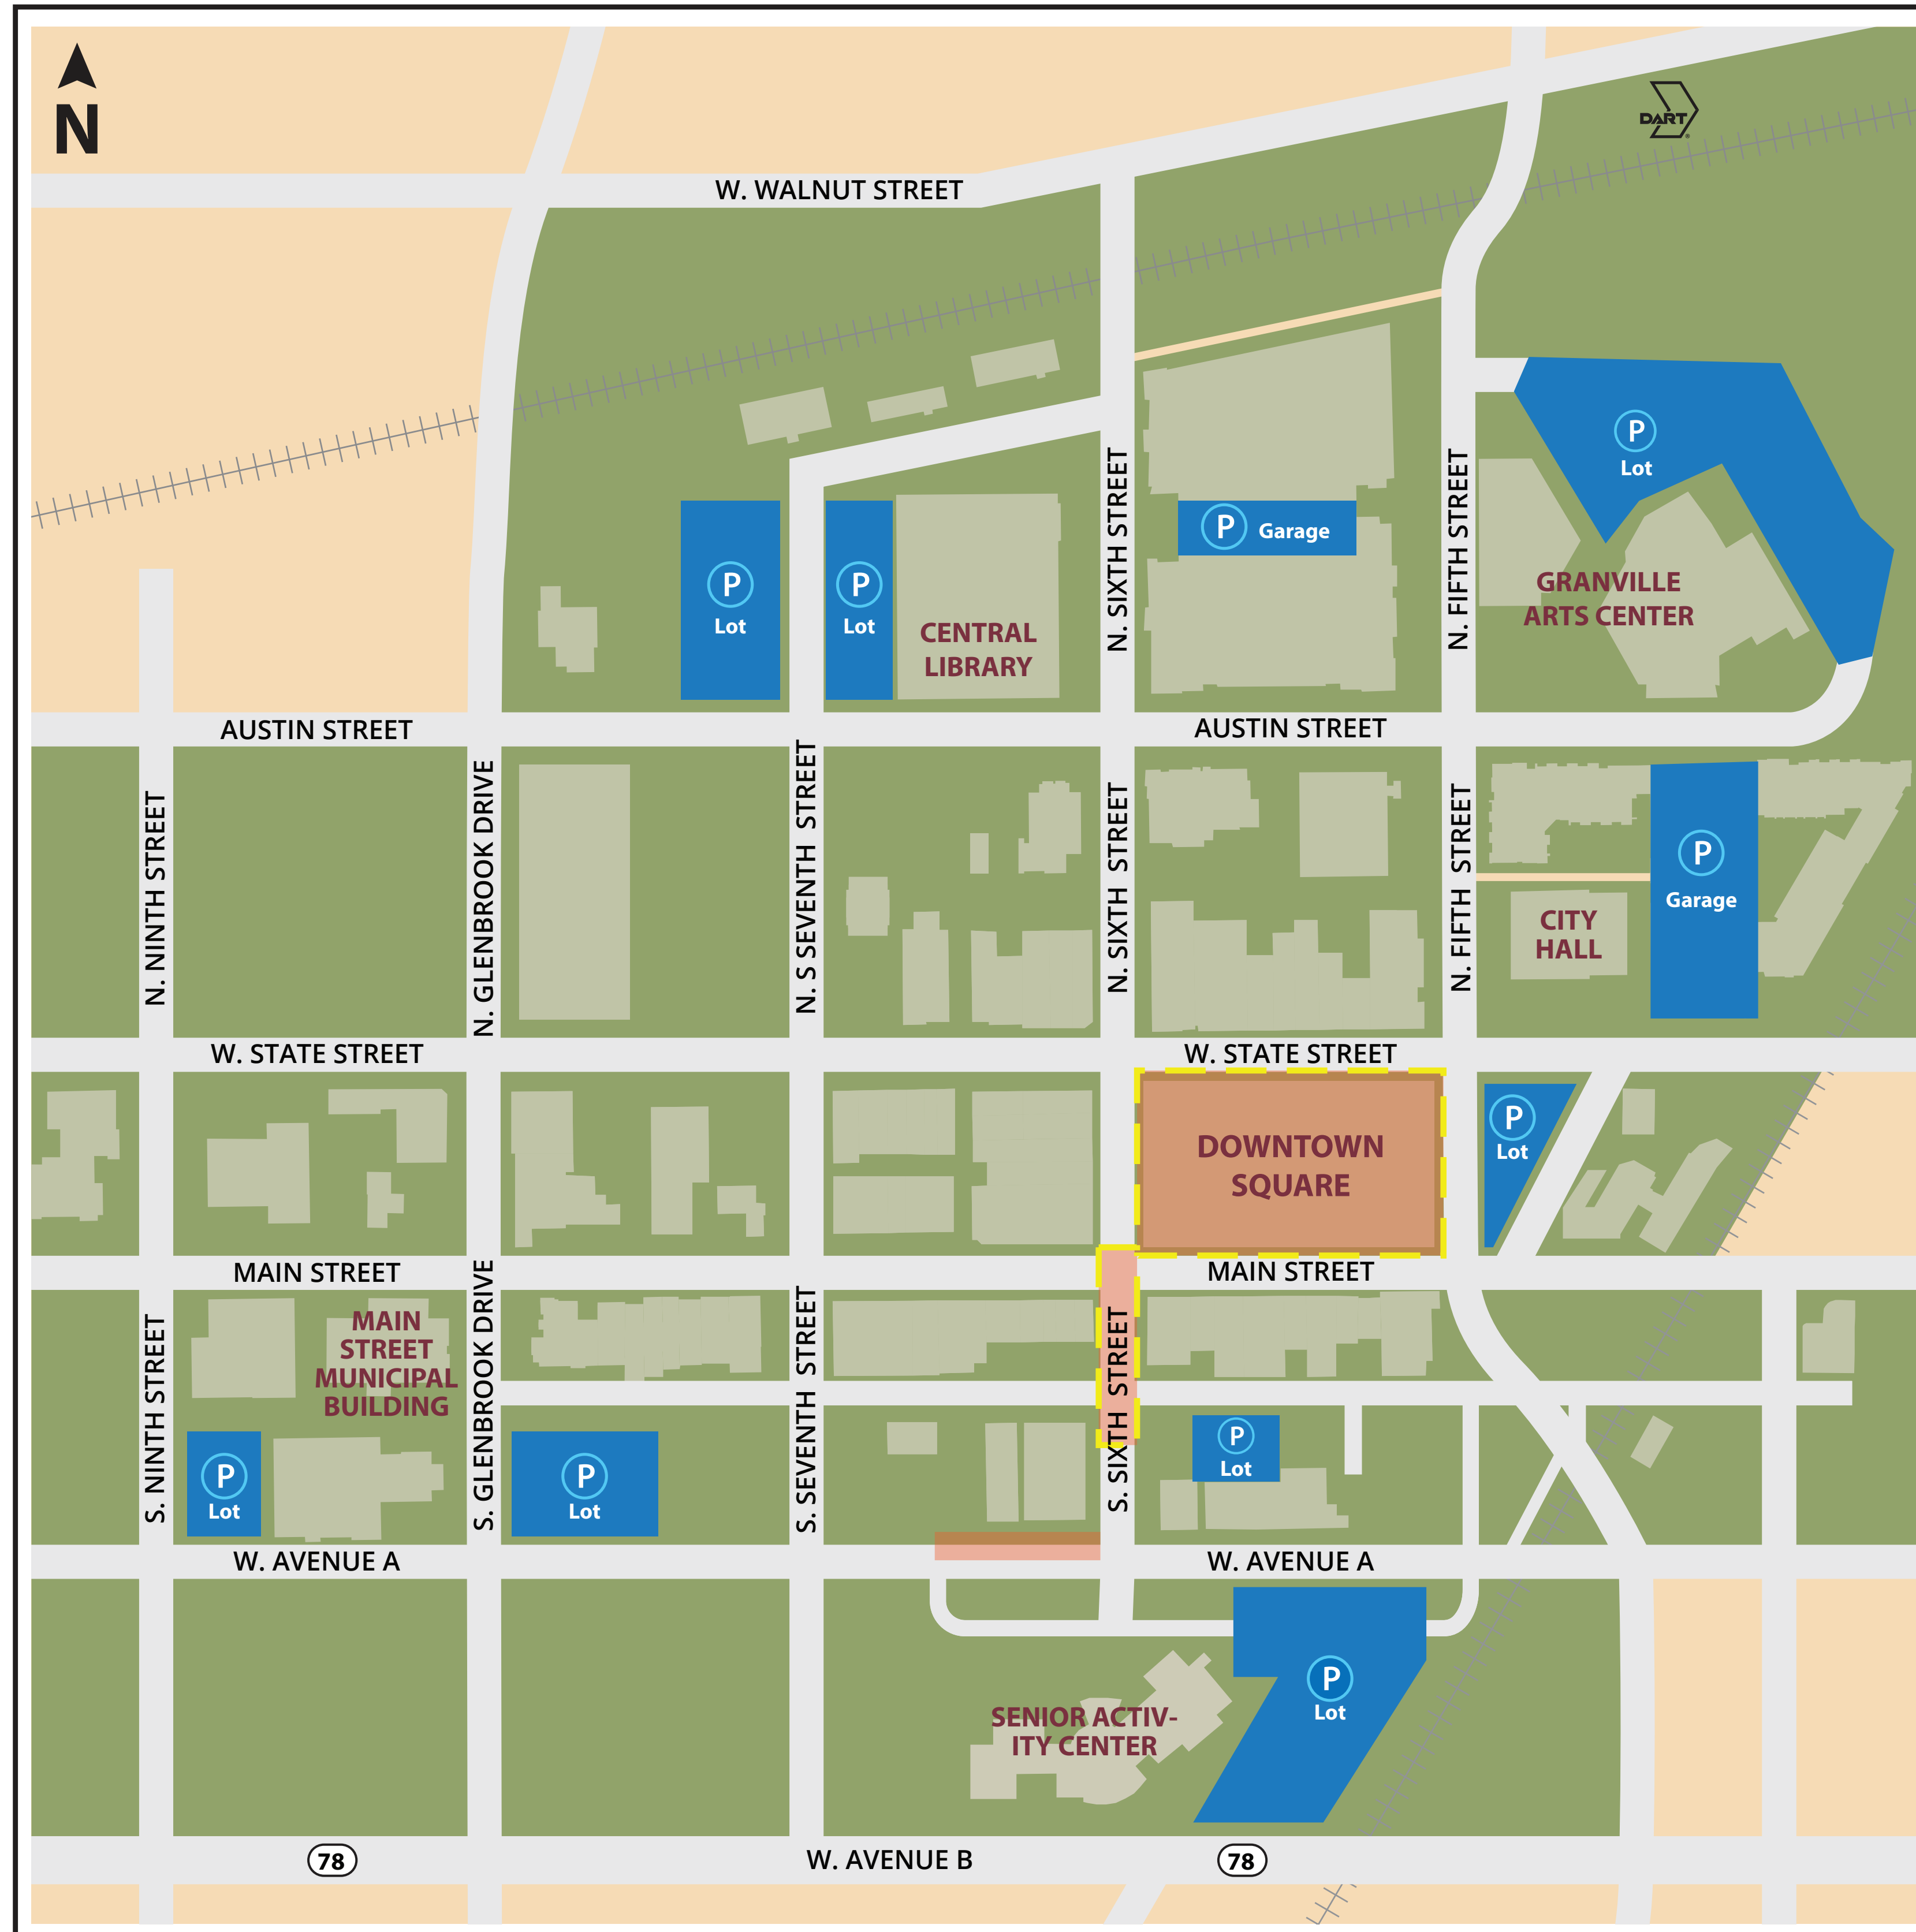 N
DART
W. WALNUT STREET
P
Lot
P
Garage
P
Lot
P
Lot
CENTRAL
LIBRARY
N. SIXTH STREET
N. FIFTH STREET
GRANVILLE
ARTS CENTER
AUSTIN STREET
AUSTIN STREET
N. NINTH STREET
N. GLENBROOK DRIVE
N. S SEVENTH STREET
N. SIXTH STREET
N. FIFTH STREET
CITY
HALL
P
Garage
W. STATE STREET
W. STATE STREET
DOWNTOWN
SQUARE
P
Lot
MAIN STREET
MAIN STREET
S. NINTH STREET
MAIN
STREET
MUNICIPAL
BUILDING
S. GLENBROOK DRIVE
S. SEVENTH STREET
S. SIXTH STREET
P
Lot
P
Lot
P
Lot
W. AVENUE A
W. AVENUE A
SENIOR ACTIV-
ITY CENTER
P
Lot
78
W. AVENUE B
78